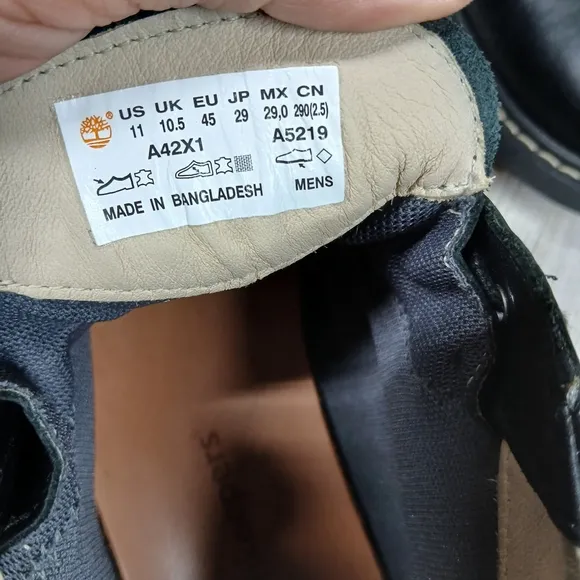 US UK EU JP MX CN
11 10.5 45 29 29,0 290(2.5)
A42X1 A5219
MADE IN BANGLADESH MENS